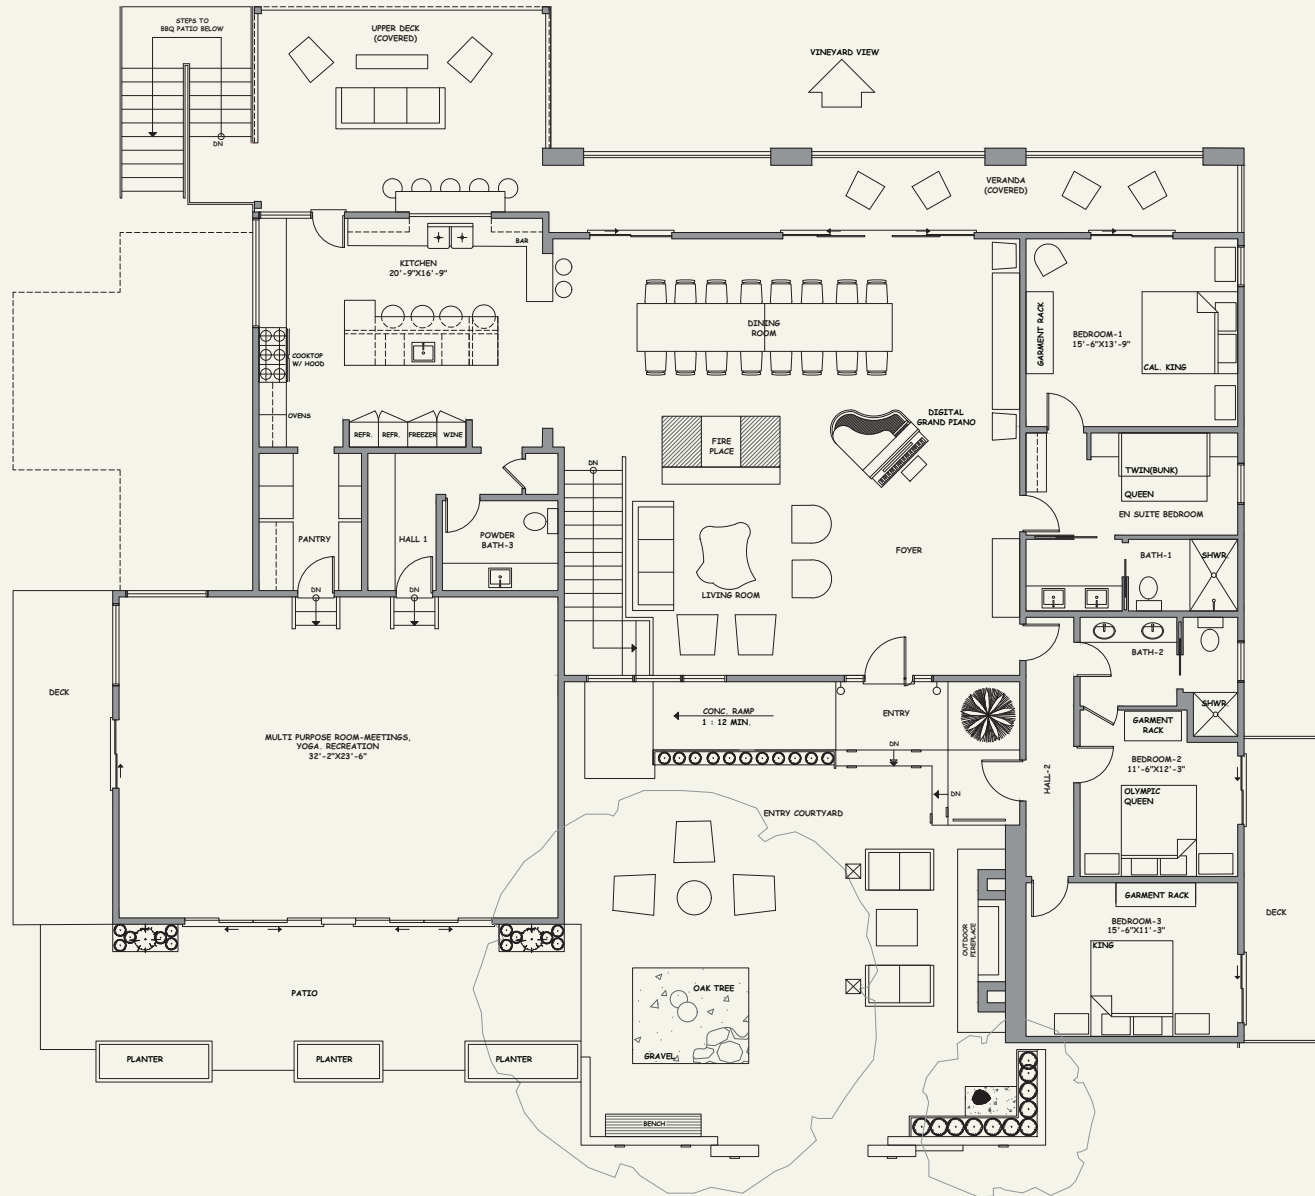 STEPS TO
BBQ PATIO BELOW
DN
UPPER DECK
(COVERED)
VINEYARD VIEW
VERANDA
(COVERED)
BAR
KITCHEN
20'-9"X16'-9"
COOKTOP
W/ HOOD
OVENS
REFR.
REFR.
FREEZER
WINE
DINING
ROOM
GARMENT RACK
BEDROOM-1
15'-6"X13'-9"
CAL. KING
DIGITAL
GRAND PIANO
FIRE
PLACE
DN
TWIN(BUNK)
QUEEN
EN SUITE BEDROOM
PANTRY
HALL 1
POWDER
BATH-3
FOYER
BATH-1
SHWR.
LIVING ROOM
DN
DN
BATH-2
SHWR.
DECK
MULTI PURPOSE ROOM-MEETINGS,
YOGA. RECREATION
32'-2"X23'-6"
CONC. RAMP
1 : 12 MIN.
ENTRY
DN
DN
GARMENT
RACK
HALL-2
BEDROOM-2
11'-6"X12'-3"
OLYMPIC
QUEEN
ENTRY COURTYARD
GARMENT RACK
BEDROOM-3
15'-6"X11'-3"
KING
DECK
OUTDOOR
FIREPLACE
PATIO
OAK TREE
GRAVEL
PLANTER
PLANTER
PLANTER
BENCH